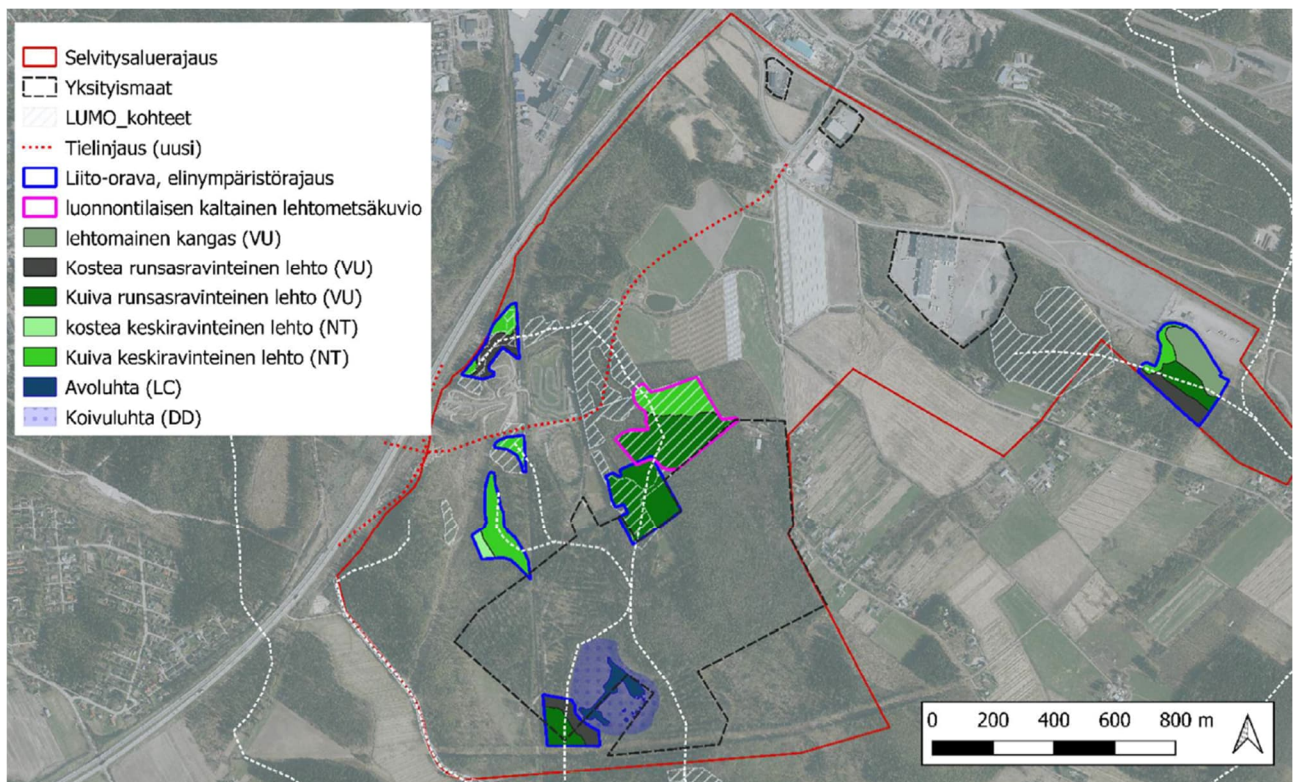 Selvitysaluerajaus
Yksityismaat
LUMO_kohteet
Tielinjaus (uusi)
Liito-orava, elinympäristörajaus
luonnontilaisen kaltainen lehtometsäkuvio
lehtomainen kangas (VU)
Kostea runsasravinteinen lehto (VU)
Kuiva runsasravinteinen lehto (VU)
kostea keskiravinteinen lehto (NT)
Kuiva keskiravinteinen lehto (NT)
Avoluhta (LC)
Koivuluhta (DD)
0 200 400 600 800 m